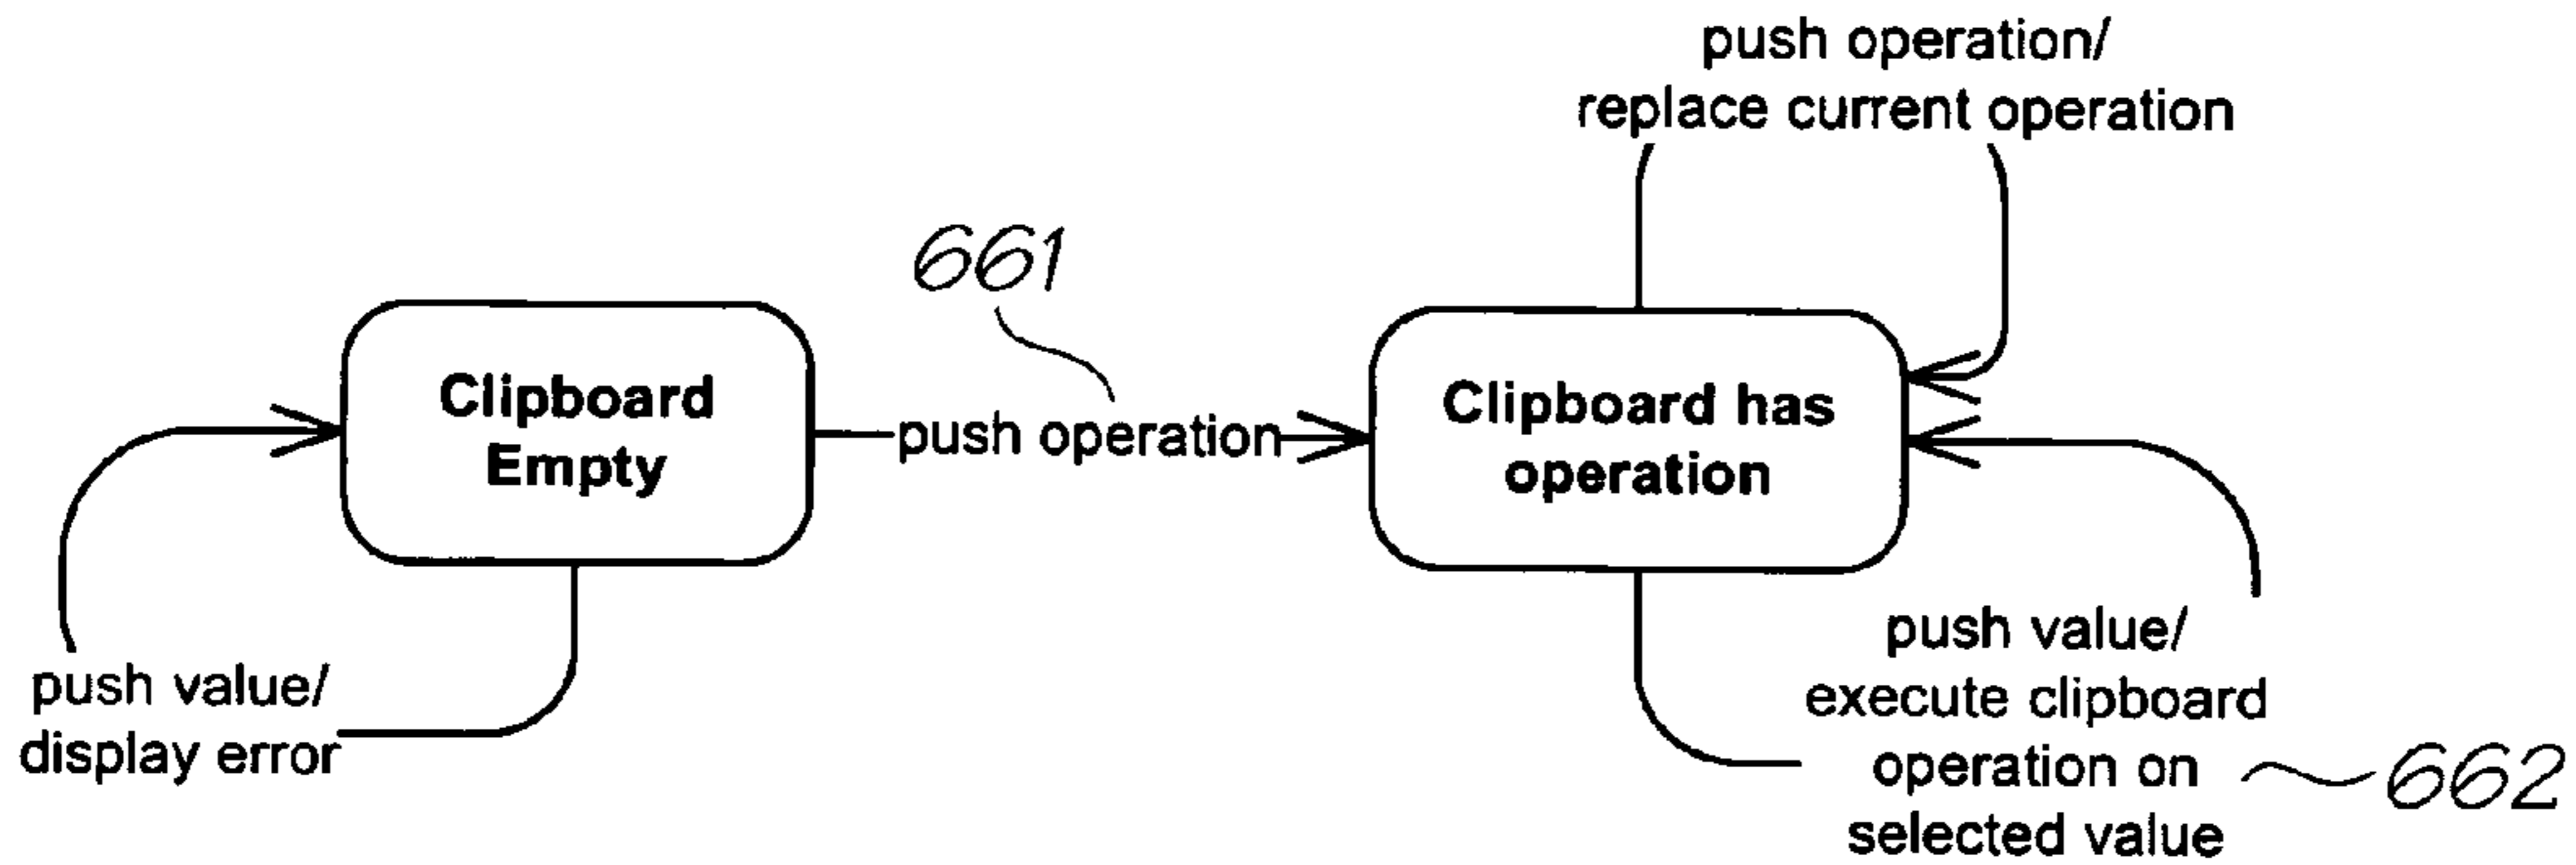 push operation/
replace current operation
661
Clipboard
Empty
push operation
Clipboard has
operation
push value/
display error
push value/
execute clipboard
operation on
selected value
662